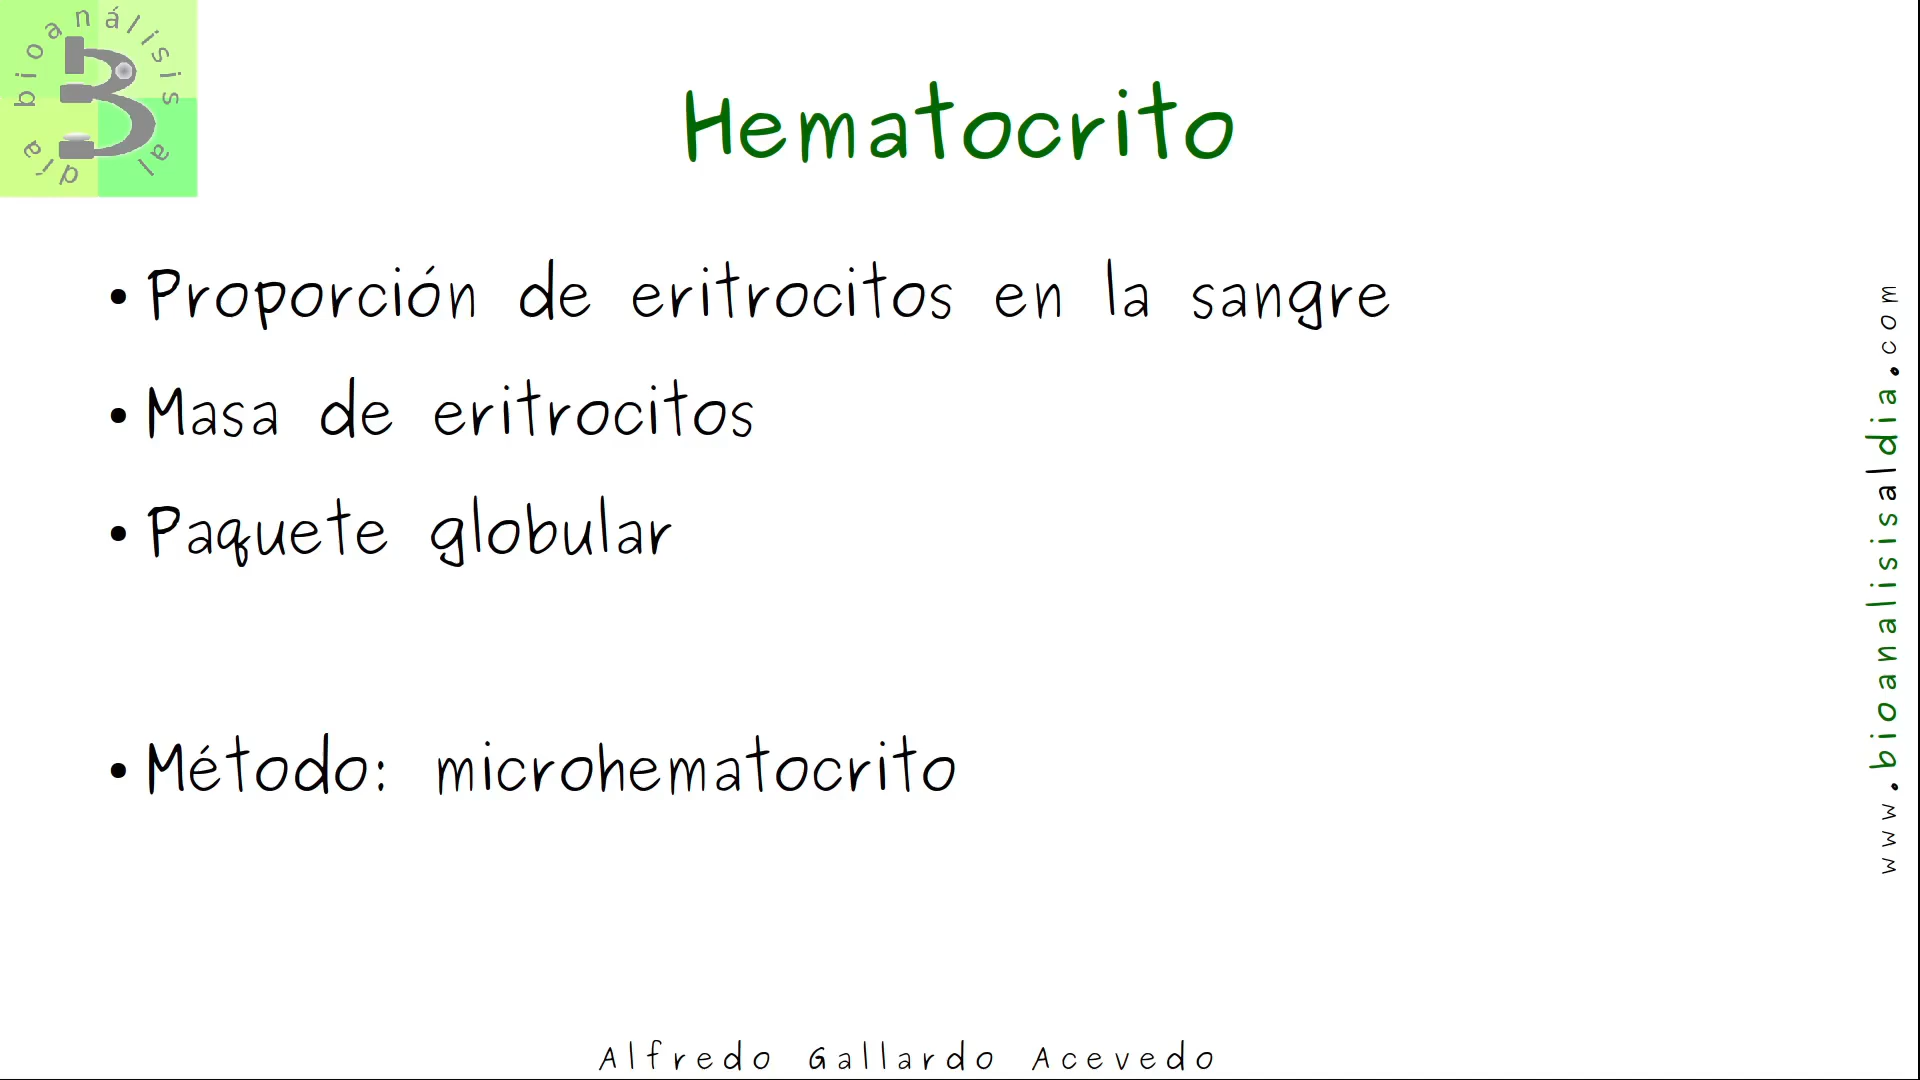 bioanálisis al día
Hematocrito
• Proporción de eritrocitos en la sangre
• Masa de eritrocitos
• Paquete globular
• Método: microhematocrito
www.bioanalisisaldia.com
Alfredo Gallardo Acevedo